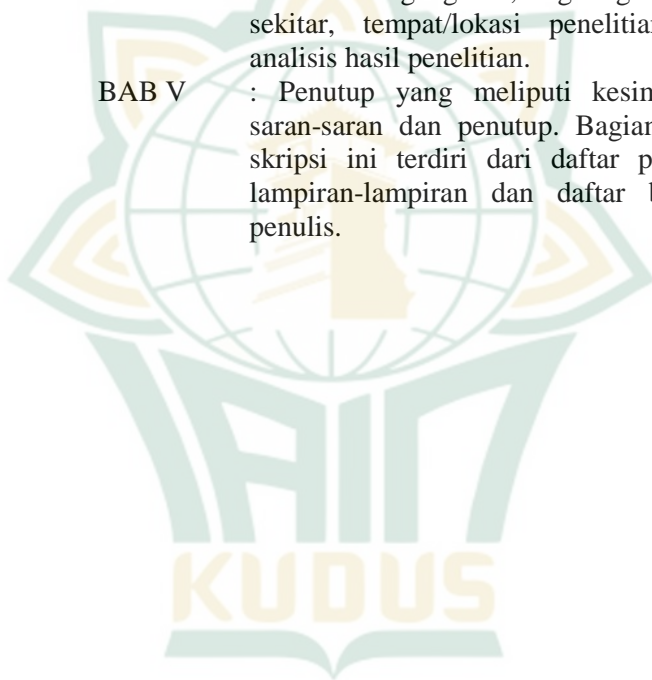 sekitar, tempat/lokasi penelitian
analisis hasil penelitian.
BAB V : Penutup yang meliputi
saran-saran dan penutup. Bagian
skripsi ini terdiri dari daftar
lampiran-lampiran dan daftar
penulis.
IAIN
KUDUS